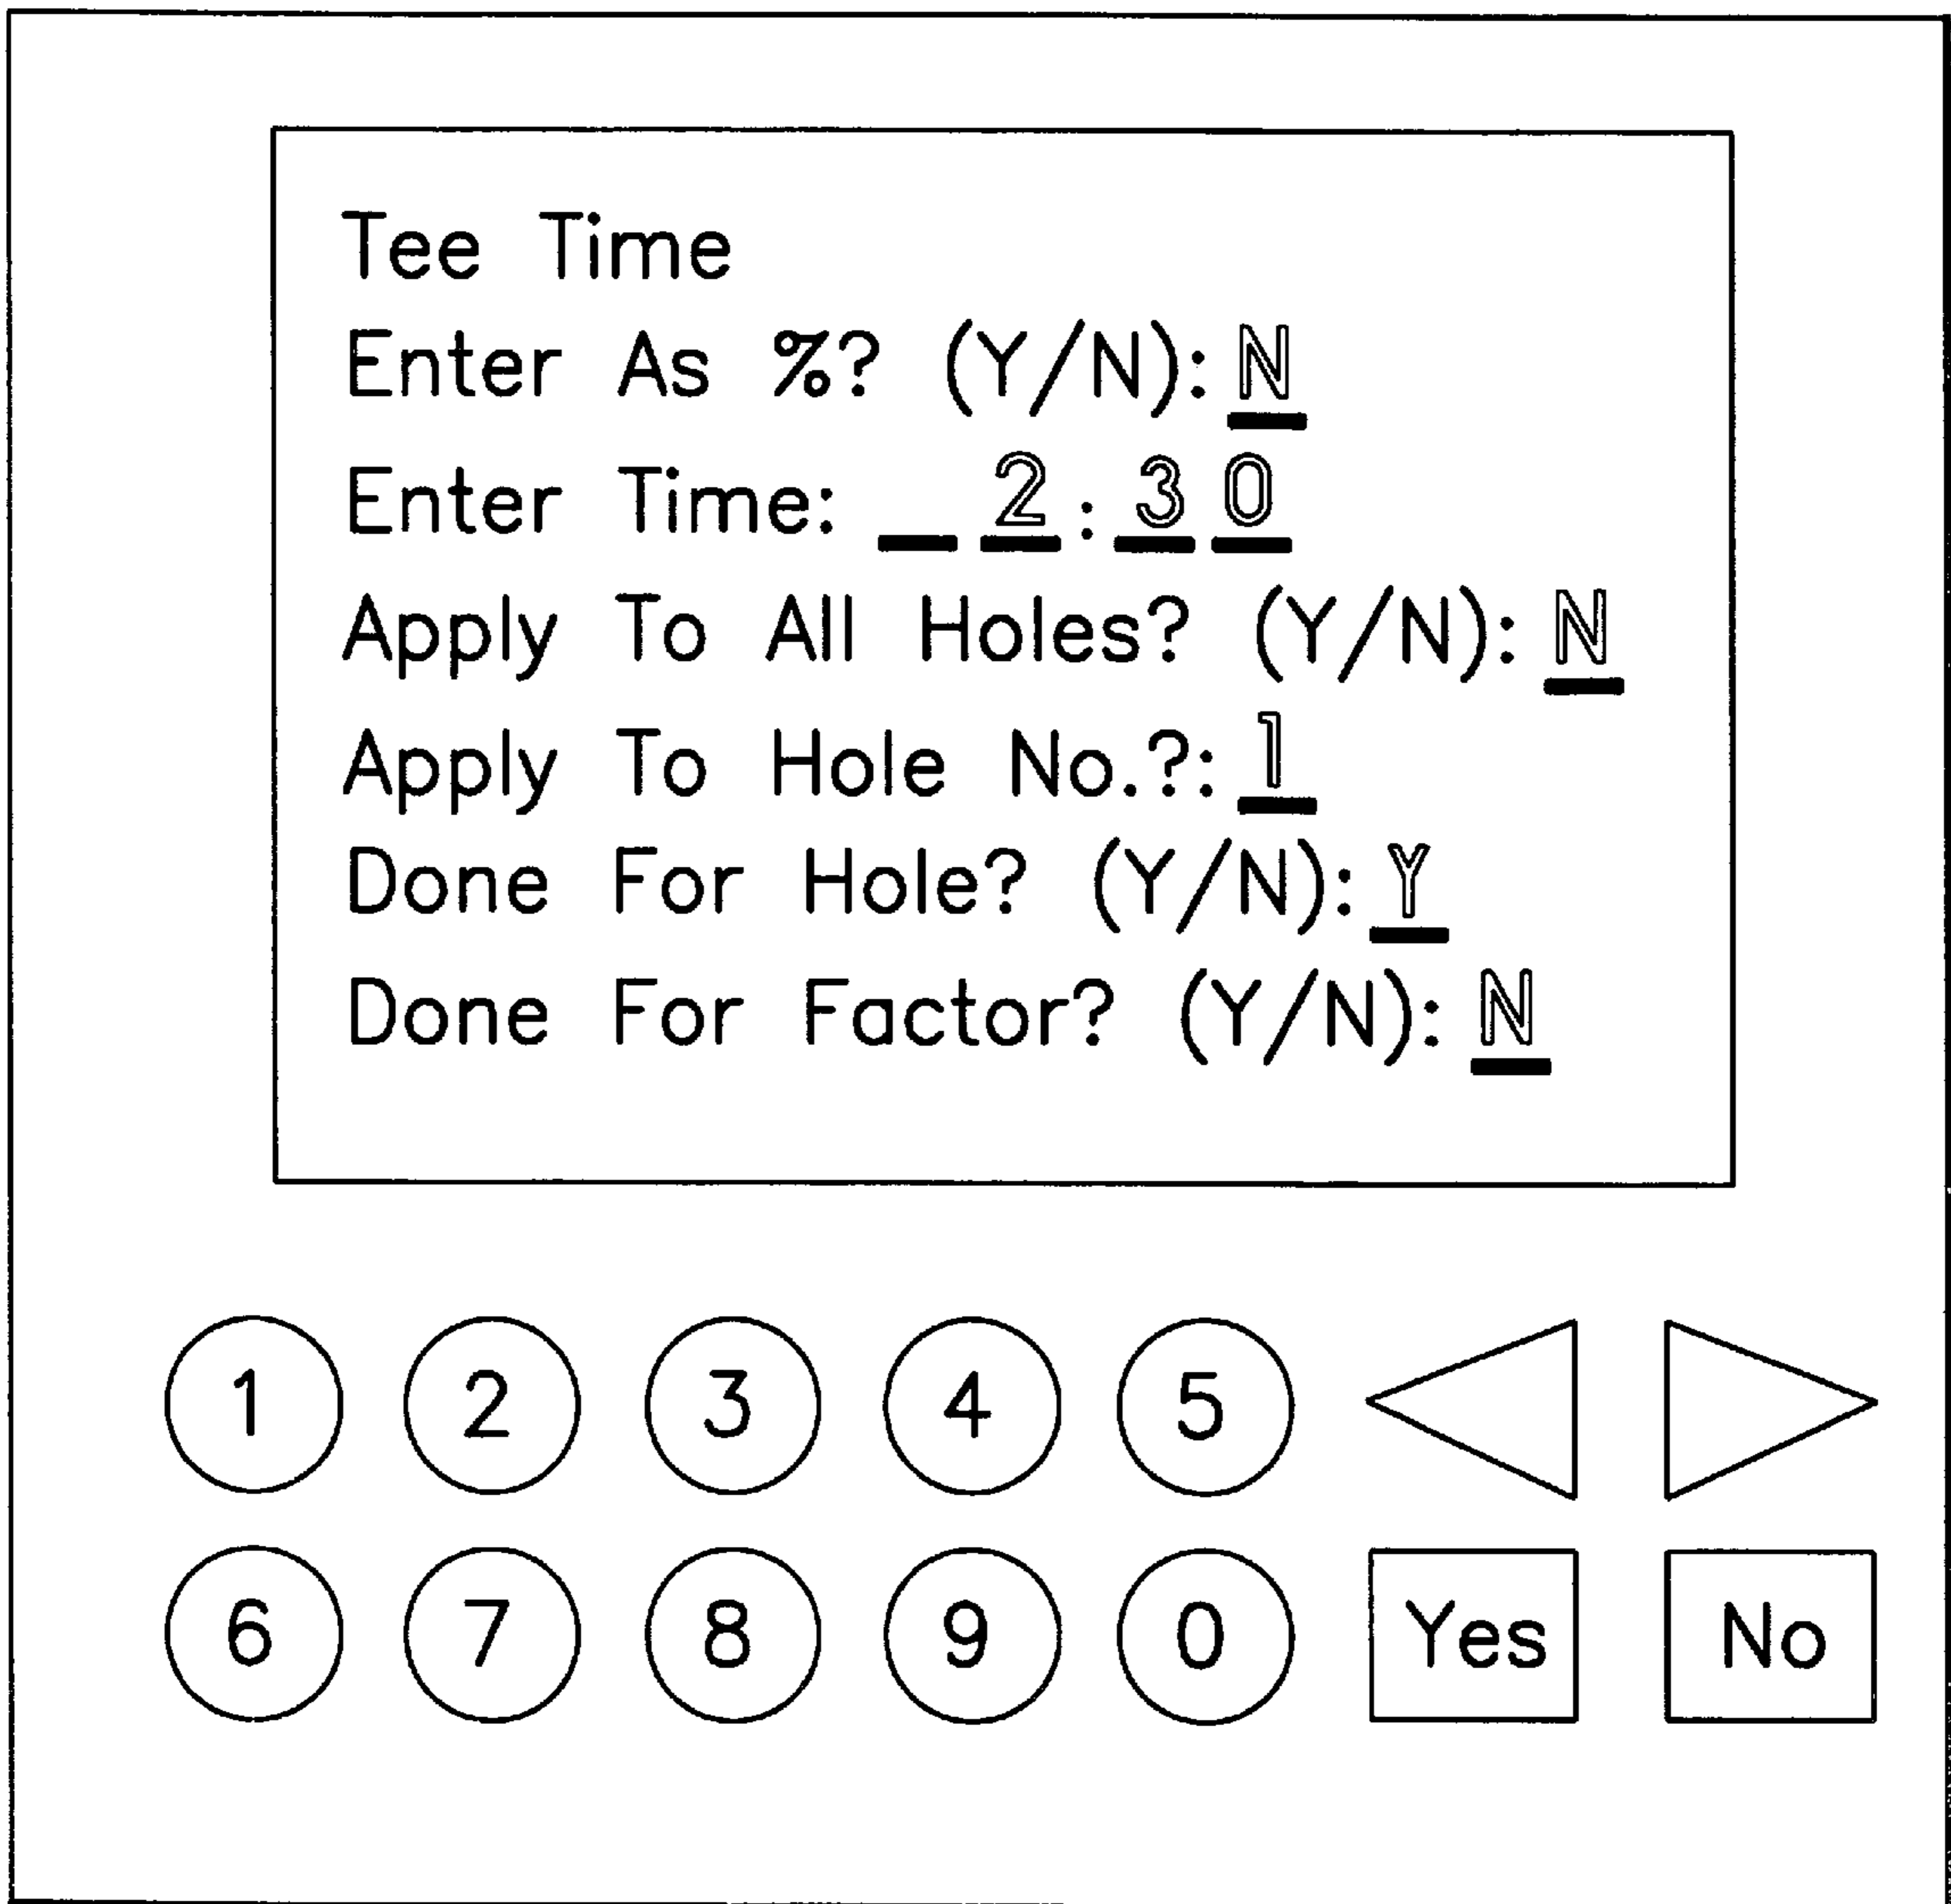 Tee Time
Enter As %? (Y/N): N
Enter Time: _ 2 : 3 0
Apply To All Holes? (Y/N): N
Apply To Hole No.?: 1
Done For Hole? (Y/N): Y
Done For Factor? (Y/N): N
1 2 3 4 5
6 7 8 9 0 Yes No